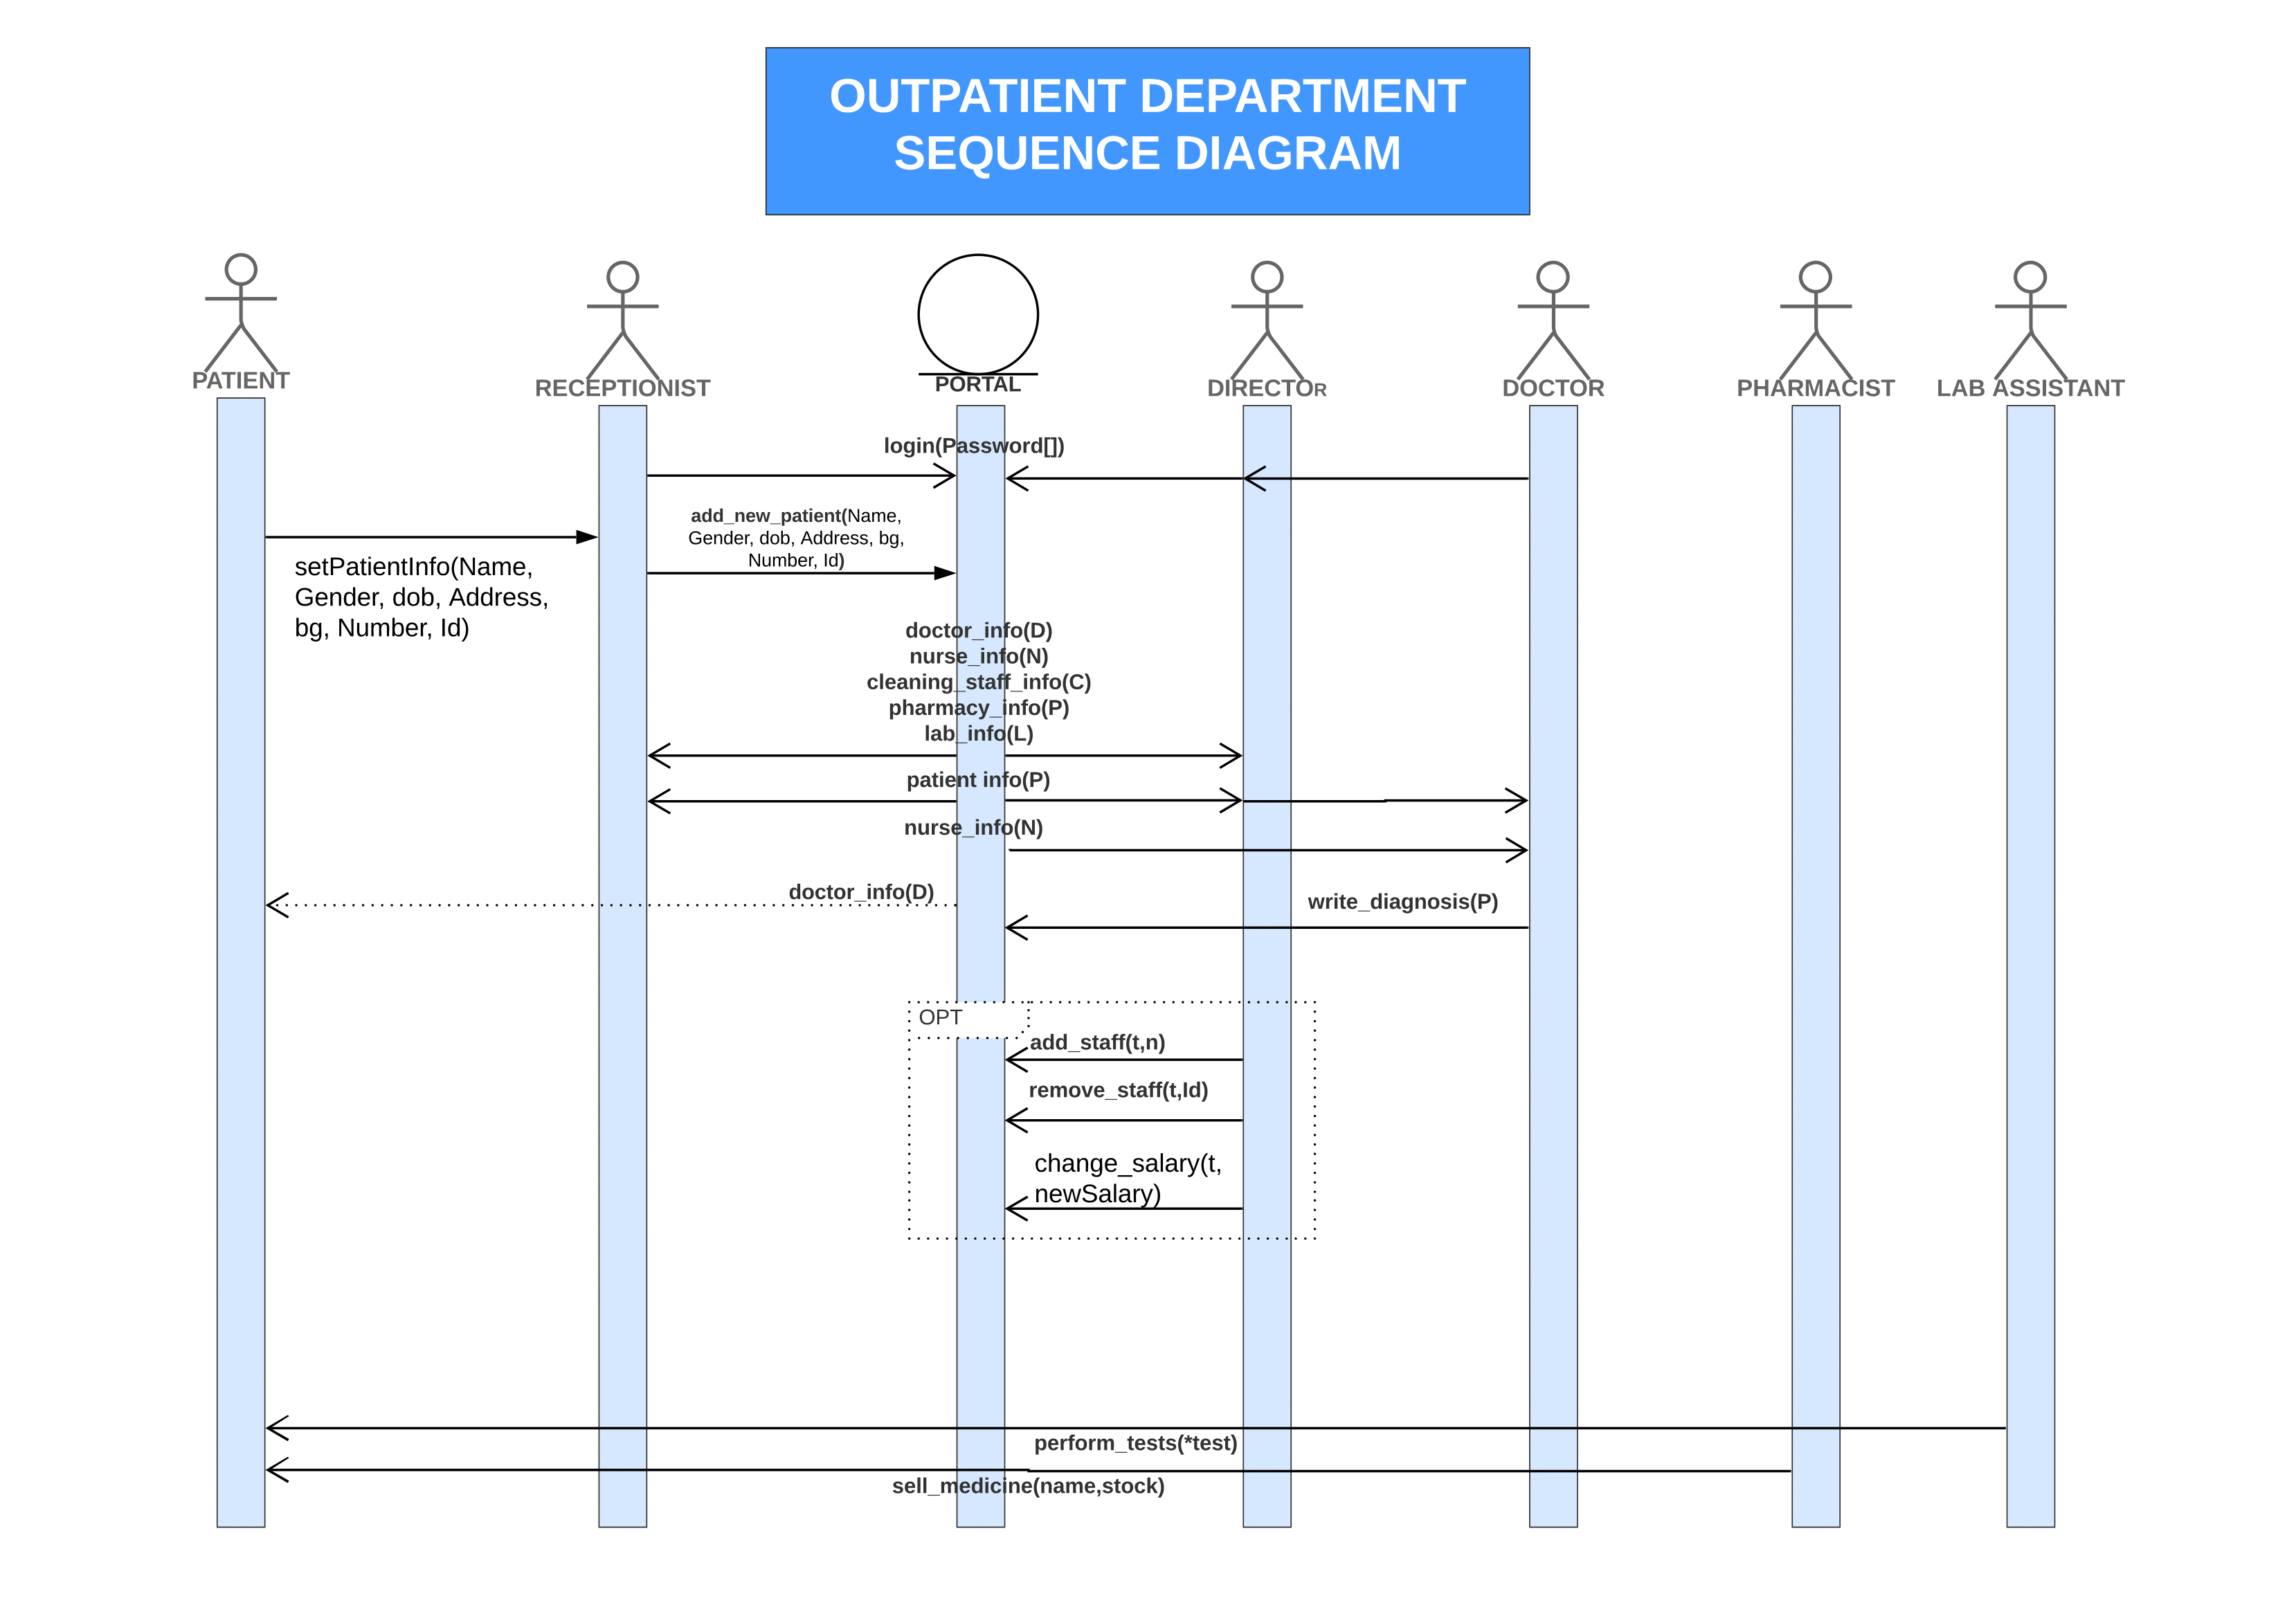 OUTPATIENT DEPARTMENT
SEQUENCE DIAGRAM
PATIENT
RECEPTIONIST
PORTAL
DIRECTOR
DOCTOR
PHARMACIST
LAB ASSISTANT
login(Password[])
add_new_patient(Name,
Gender, dob, Address, bg,
Number, Id)
setPatientInfo(Name,
Gender, dob, Address,
bg, Number, Id)
doctor_info(D)
nurse_info(N)
cleaning_staff_info(C)
pharmacy_info(P)
lab_info(L)
patient info(P)
nurse_info(N)
doctor_info(D)
write_diagnosis(P)
OPT
add_staff(t,n)
remove_staff(t,Id)
change_salary(t,
newSalary)
perform_tests(*test)
sell_medicine(name,stock)